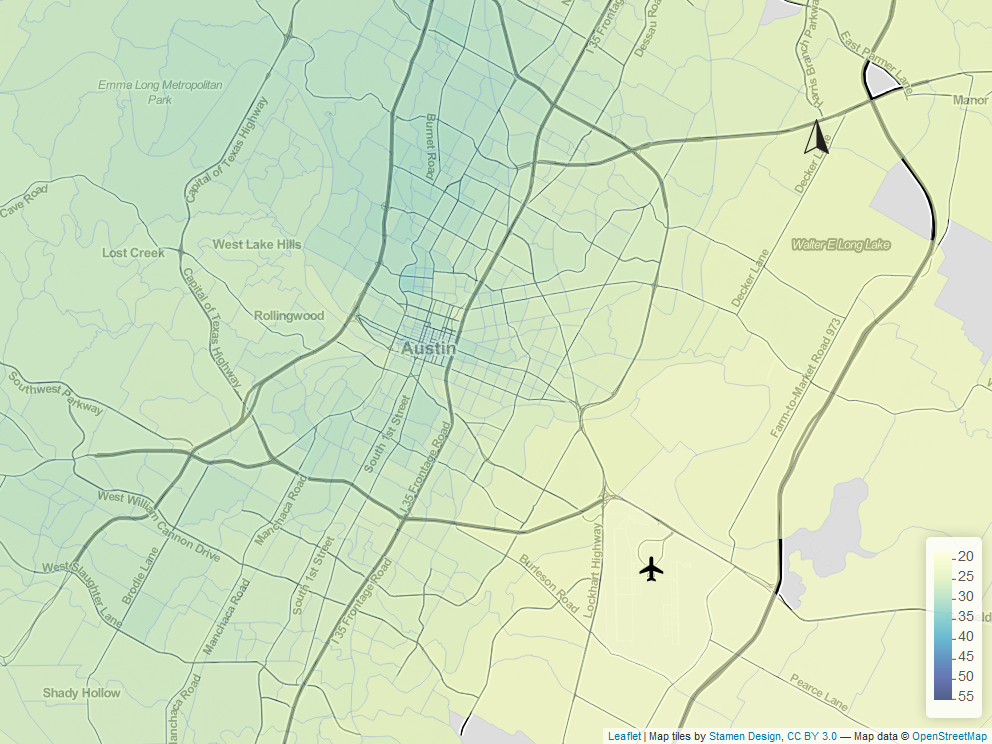 I 35 Frontage
Dessau Road
Harris Branch Parkway
East Parmer Lane
Manor
Emma Long Metropolitan
Park
Capital of Texas Highway
Burnet Road
Decker Lane
Cave Road
Lost Creek
West Lake Hills
Walter E Long Lake
Decker Lane
Capital of Texas Highway
Rollingwood
Austin
Farm-to-Market Road 973
Southwest Parkway
South 1st Street
I 35 Frontage Road
West William Cannon Drive
Manchaca Road
Lockhart Highway
Burleson Road
West Slaughter Lane
Brodie Lane
South 1st Street
I 35 Frontage Road
Manchaca Road
Shady Hollow
Manchaca Road
Pearce Lane
20
25
30
35
40
45
50
55
Leaflet | Map tiles by Stamen Design, CC BY 3.0 — Map data © OpenStreetMap